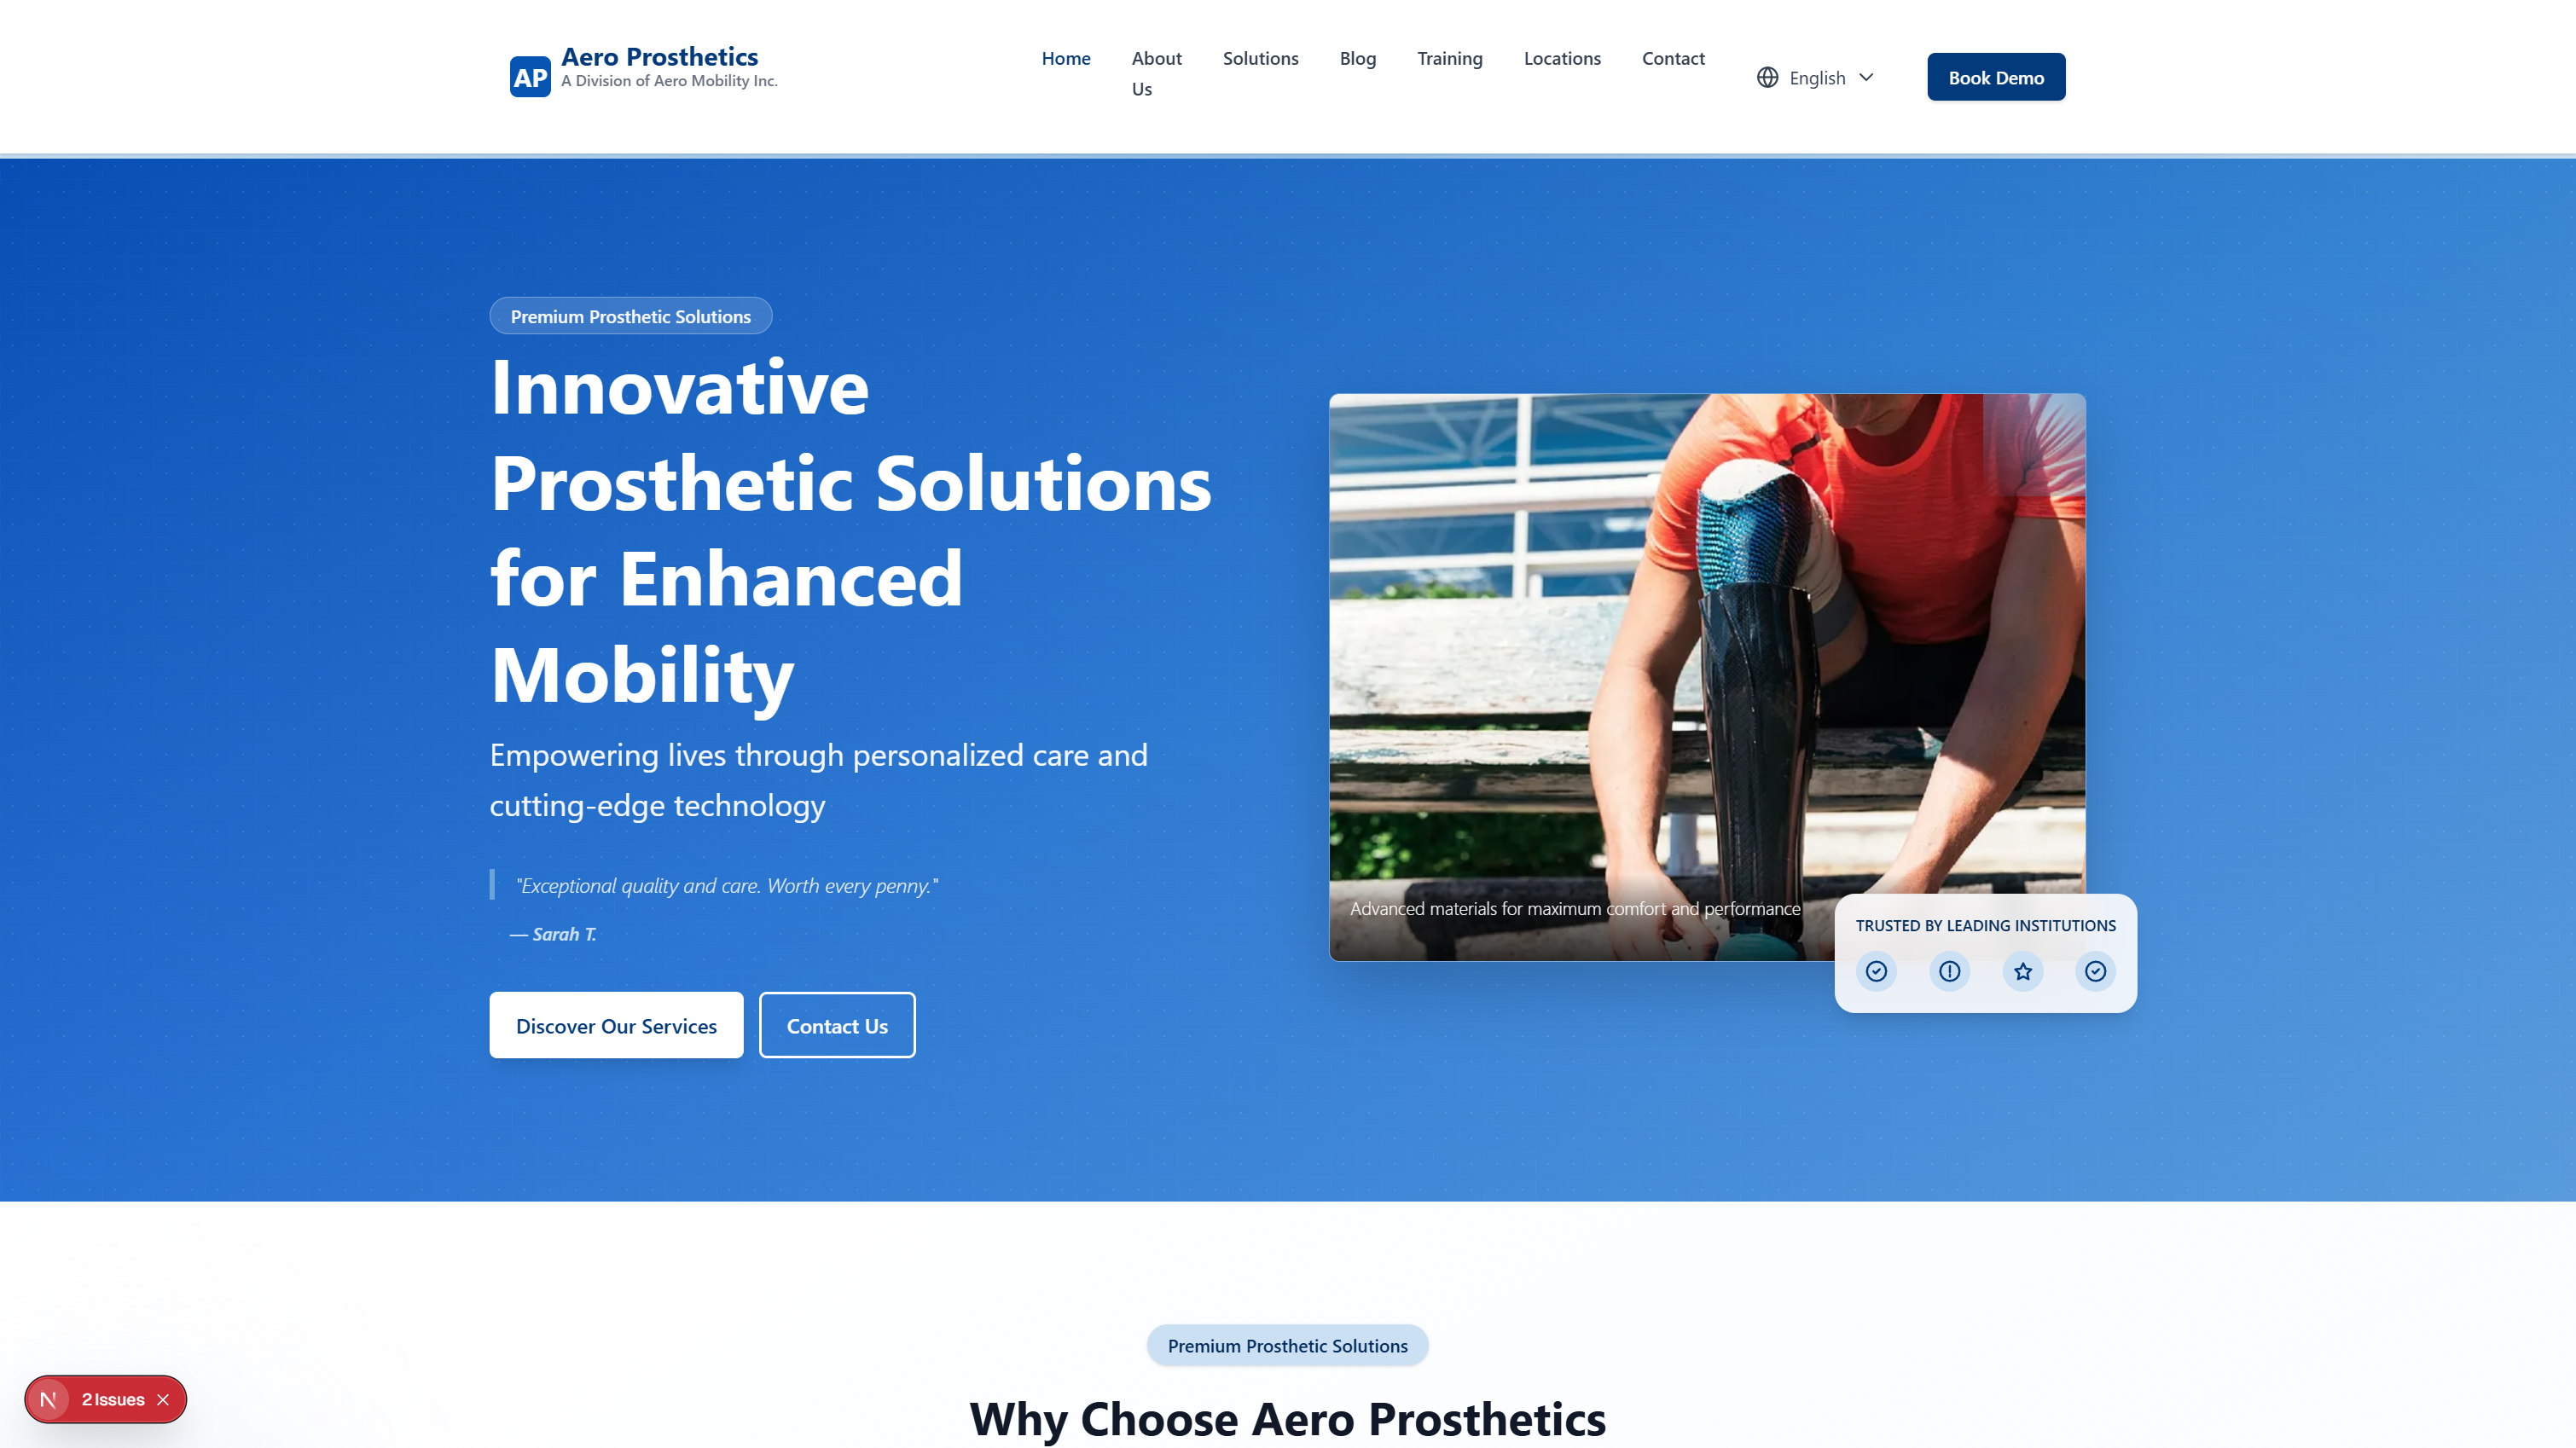 AP
Aero Prosthetics
A Division of Aero Mobility Inc.
Home
About
Us
Solutions
Blog
Training
Locations
Contact
English
Book Demo
Premium Prosthetic Solutions
Innovative
Prosthetic Solutions
for Enhanced
Mobility
Empowering lives through personalized care and
cutting-edge technology
"Exceptional quality and care. Worth every penny."
— Sarah T.
Discover Our Services
Contact Us
Advanced materials for maximum comfort and performance
TRUSTED BY LEADING INSTITUTIONS
Premium Prosthetic Solutions
Why Choose Aero Prosthetics
N
2 Issues